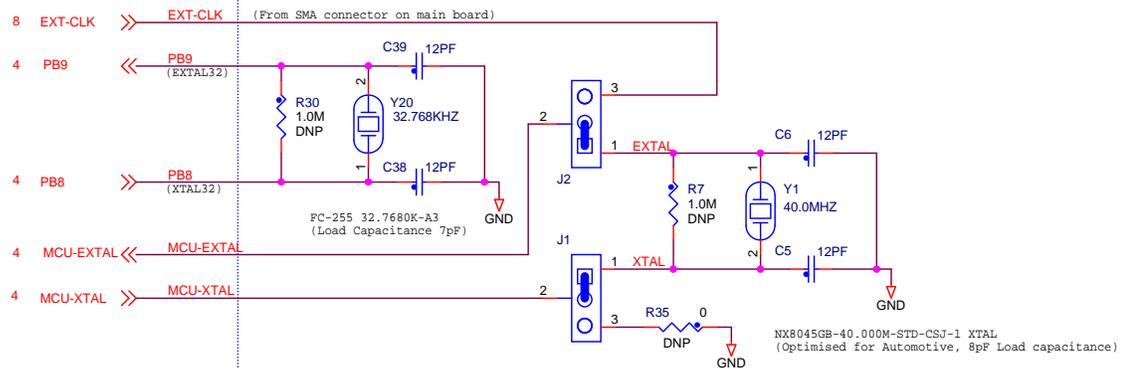 8 EXT-CLK EXT-CLK (From SMA connector on main board)
4 PB9 PB9
(EXTAL32)
C39 12PF
2
R30
1.0M
DNP
Y20
32.768KHZ
1
C38 12PF
4 PB8 PB8
(XTAL32)
GND
FC-255 32.7680K-A3
(Load Capacitance 7pF)
4 MCU-EXTAL MCU-EXTAL
4 MCU-XTAL MCU-XTAL
3
2
1 EXTAL
J2
C6 12PF
1
R7
1.0M
DNP
Y1
40.0MHZ
2
C5 12PF
GND
J1
1 XTAL
2
3
R35 0
DNP
GND
NX8045GB-40.000M-STD-CSJ-1 XTAL
(Optimised for Automotive, 8pF Load capacitance)